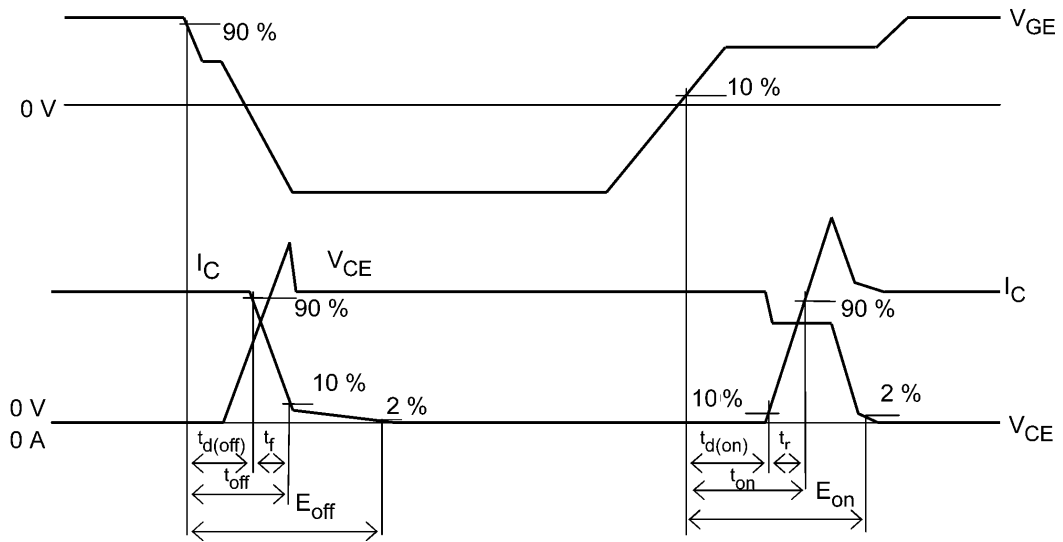 90 %
V_GE
0 V
10 %
I_C
V_CE
I_C
90 %
90 %
10 %
2 %
10 %
2 %
0 V
0 A
V_CE
t_d(off)
t_f
t_d(on)
t_r
t_off
t_on
E_off
E_on